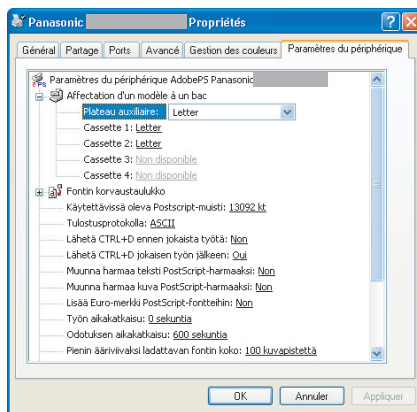 Panasonic Propriétés
Général Partage Ports Avancé Gestion des couleurs Paramètres du périphérique
Paramètres du périphérique AdobePS Panasonic
Affectation d'un modèle à un bac
Plateau auxiliaire: Letter
Cassette 1: Letter
Cassette 2: Letter
Cassette 3: Non disponible
Cassette 4: Non disponible
Fontin korvaustaulukko
Käytettävissä oleva Postscript-muisti: 13092 kt
Tulostusprotokolla: ASCII
Lähetä CTRL+D ennen jokaista työtä: Non
Lähetä CTRL+D jokaisen työn jälkeen: Oui
Muunna harmaa teksti PostScript-harmaaksi: Non
Muunna harmaa kuva PostScript-harmaaksi: Non
Lisää Euro-merkki PostScript-fontteihin: Non
Työn aikakatkaisu: 0 sekuntia
Odotuksen aikakatkaisu: 600 sekuntia
Pienin ääriviivaksi ladattavan fontin koko: 100 kuvapistettä
OK Annuler Appliquer